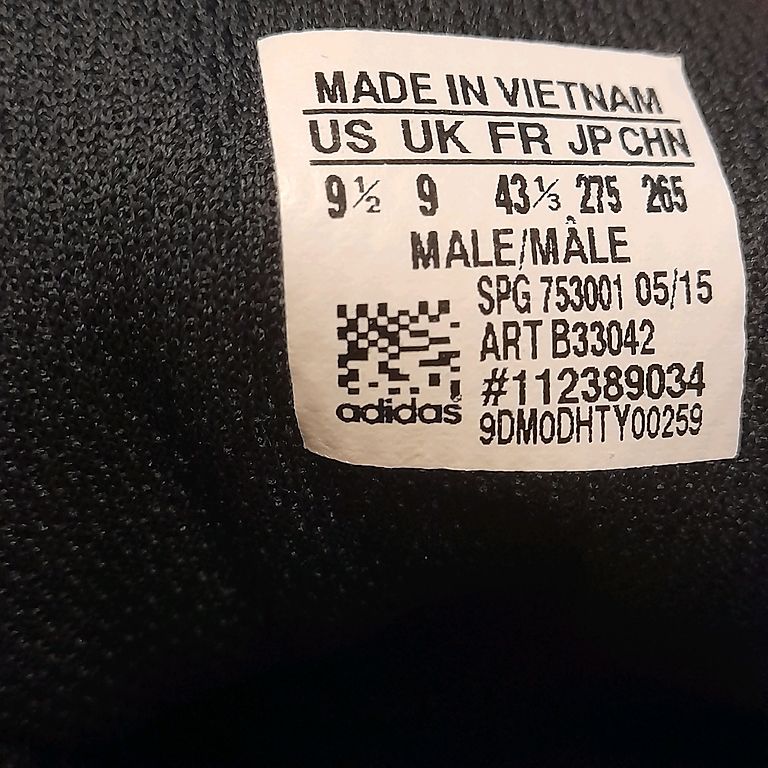 MADE IN VIETNAM
US UK FR JP CHN
9½ 9 43⅓ 275 265
MALE/MÂLE
SPG 753001 05/15
ART B33042
#112389034
adidas
9DM0DHTY00259